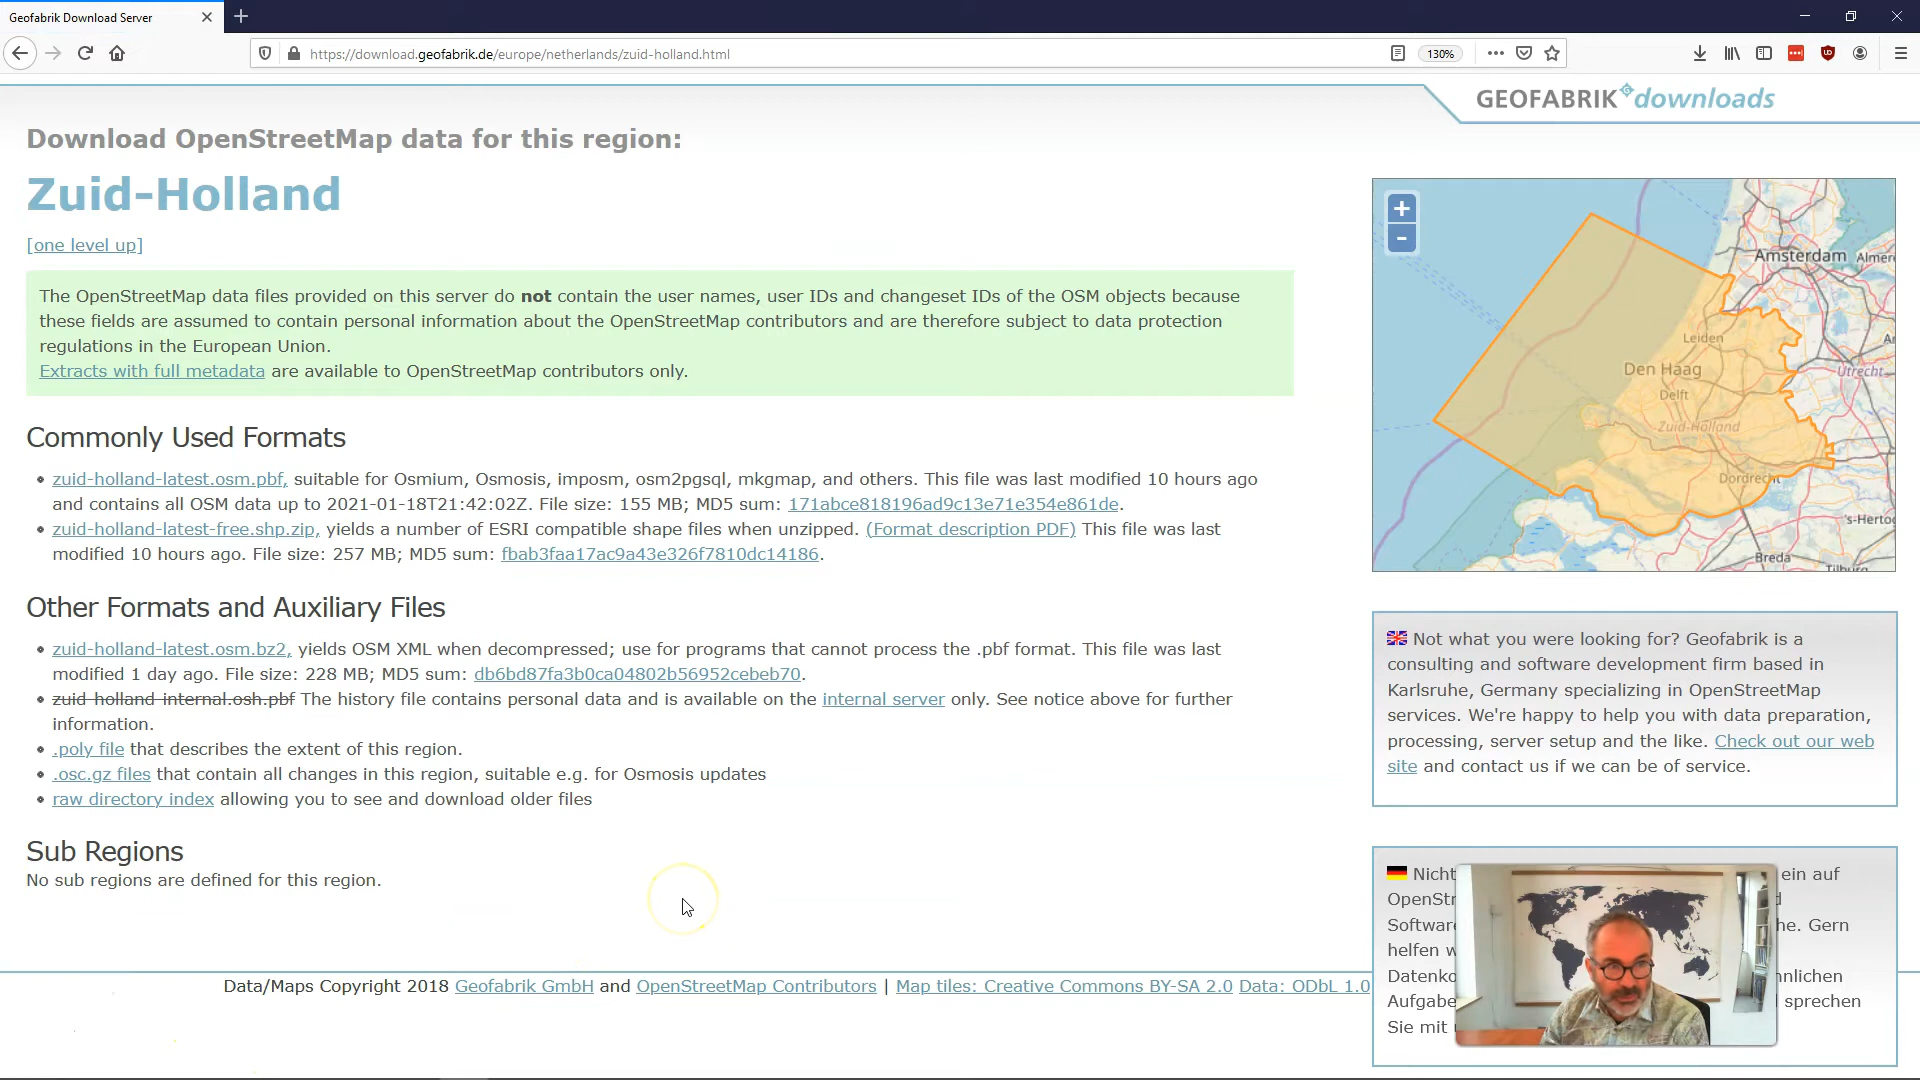 Geofabrik Download Server
https://download.geofabrik.de/europe/netherlands/zuid-holland.html
130%
GEOFABRIK downloads
Download OpenStreetMap data for this region:
Zuid-Holland
[one level up]
The OpenStreetMap data files provided on this server do not contain the user names, user IDs and changeset IDs of the OSM objects because
these fields are assumed to contain personal information about the OpenStreetMap contributors and are therefore subject to data protection
regulations in the European Union.
Extracts with full metadata are available to OpenStreetMap contributors only.
Commonly Used Formats
zuid-holland-latest.osm.pbf, suitable for Osmium, Osmosis, imposm, osm2pgsql, mkgmap, and others. This file was last modified 10 hours ago
and contains all OSM data up to 2021-01-18T21:42:02Z. File size: 155 MB; MD5 sum: 171abce818196ad9c13e71e354e861de.
zuid-holland-latest-free.shp.zip, yields a number of ESRI compatible shape files when unzipped. (Format description PDF) This file was last
modified 10 hours ago. File size: 257 MB; MD5 sum: fbab3faa17ac9a43e326f7810dc14186.
Other Formats and Auxiliary Files
zuid-holland-latest.osm.bz2, yields OSM XML when decompressed; use for programs that cannot process the .pbf format. This file was last
modified 1 day ago. File size: 228 MB; MD5 sum: db6bd87fa3b0ca04802b56952cebeb70.
zuid-holland-internal.osh.pbf The history file contains personal data and is available on the internal server only. See notice above for further
information.
.poly file that describes the extent of this region.
.osc.gz files that contain all changes in this region, suitable e.g. for Osmosis updates
raw directory index allowing you to see and download older files
Sub Regions
No sub regions are defined for this region.
+
-
Amsterdam Almer
Leiden
Den Haag
Utrecht
Delft
Zuid-Holland
Dordrecht
's-Hertog
Breda
Tilburg
Not what you were looking for? Geofabrik is a
consulting and software development firm based in
Karlsruhe, Germany specializing in OpenStreetMap
services. We're happy to help you with data preparation,
processing, server setup and the like. Check out our web
site and contact us if we can be of service.
Nicht ein auf
OpenStr
Software he. Gern
helfen w
Datenko nlichen
Aufgabe sprechen
Sie mit
Data/Maps Copyright 2018 Geofabrik GmbH and OpenStreetMap Contributors | Map tiles: Creative Commons BY-SA 2.0 Data: ODbL 1.0